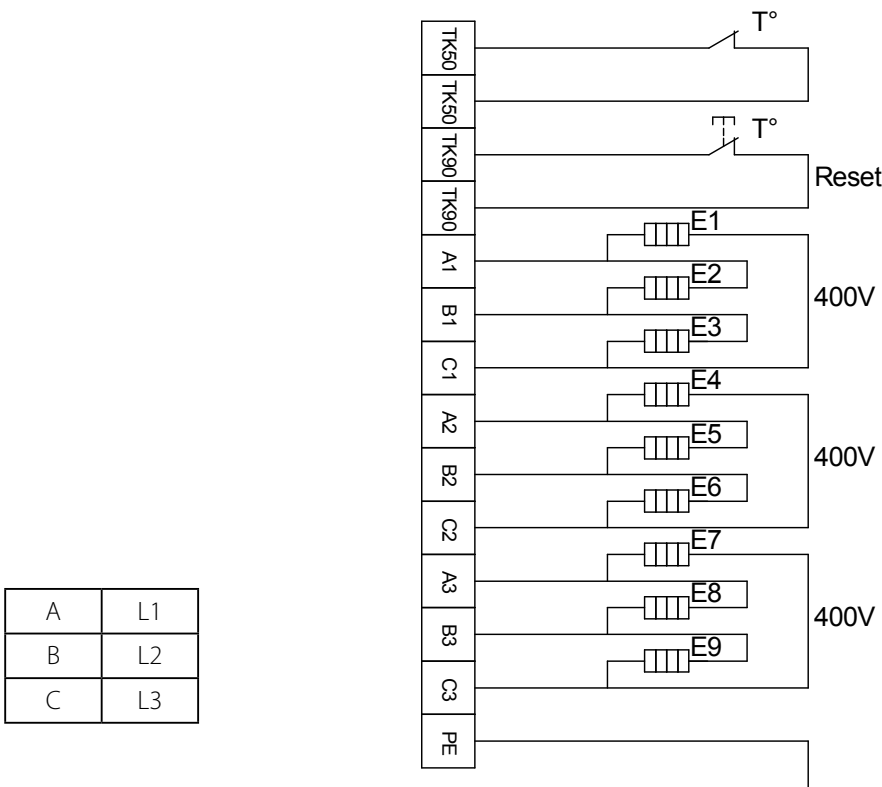 TK50
T°
TK50
TK90
T°
TK90
Reset
E1
A1
E2
B1
400V
E3
C1
E4
A2
E5
B2
400V
E6
C2
E7
A3
E8
B3
400V
E9
C3
PE
A L1
B L2
C L3